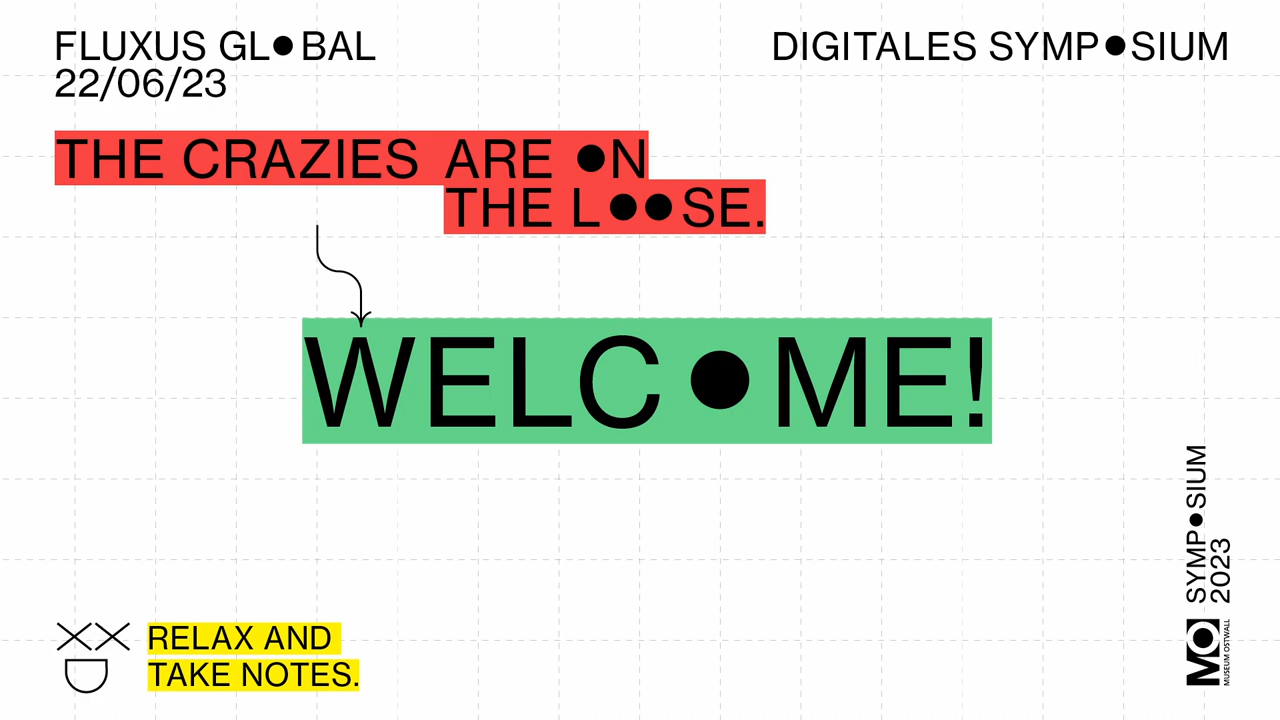 FLUXUS GL●BAL
22/06/23
DIGITALES SYMP●SIUM
THE CRAZIES ARE ●N
THE L●●SE.
WELC●ME!
RELAX AND
TAKE NOTES.
SYMP●SIUM
2023
MO
MUSEUM OSTWALL